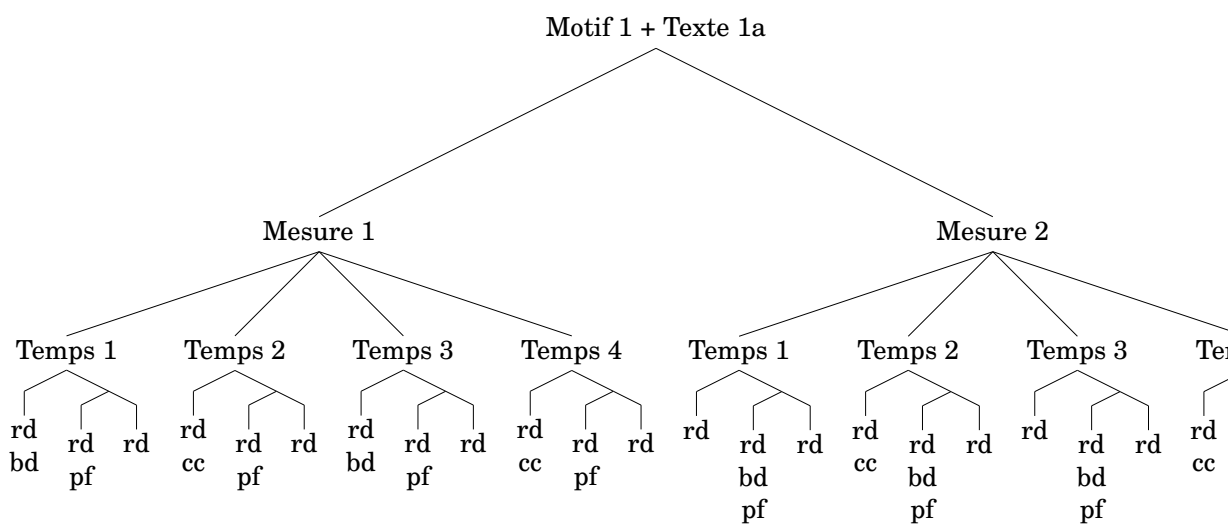 Motif 1 + Texte 1a
Mesure 1 Mesure 2
Temps 1 Temps 2 Temps 3 Temps 4 Temps 1 Temps 2 Temps 3
rd rd rd rd rd rd rd rd rd rd rd rd rd rd rd rd rd rd rd rd rd rd
bd pf cc pf bd pf cc pf bd cc bd bd cc
pf pf pf